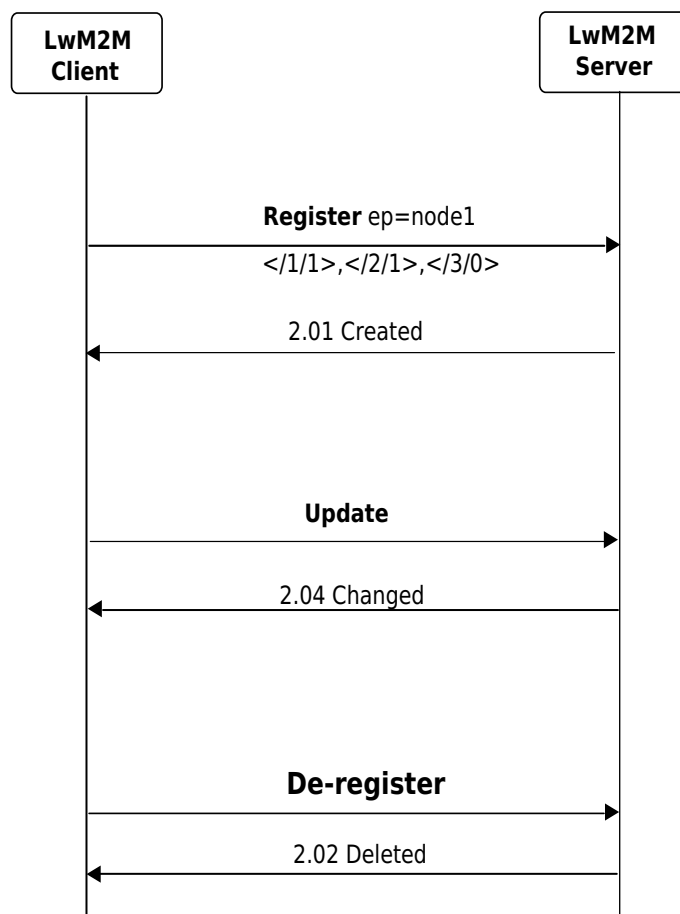 LwM2M
Client
LwM2M
Server
Register ep=node1
</1/1>,</2/1>,</3/0>
2.01 Created
Update
2.04 Changed
De-register
2.02 Deleted